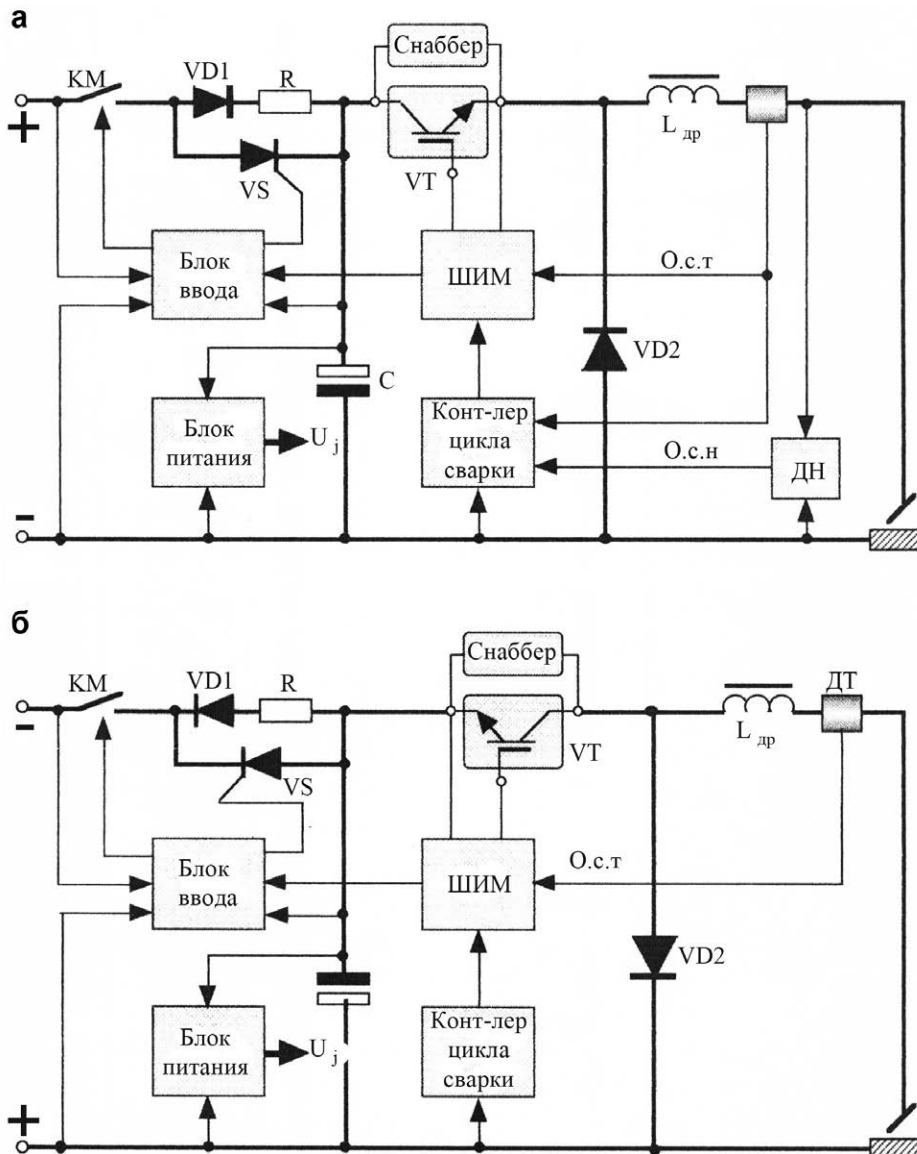 а
Снаббер
KM
VD1
R
+
VS
VT
L др
Блок
ввода
ШИМ
О.с.т
VD2
C
Блок
питания
U j
Конт-лер
цикла
сварки
О.с.н
ДН
-
б
Снаббер
KM
VD1
R
ДТ
-
VS
VT
L др
Блок
ввода
ШИМ
О.с.т
VD2
Блок
питания
U j
Конт-лер
цикла
сварки
+